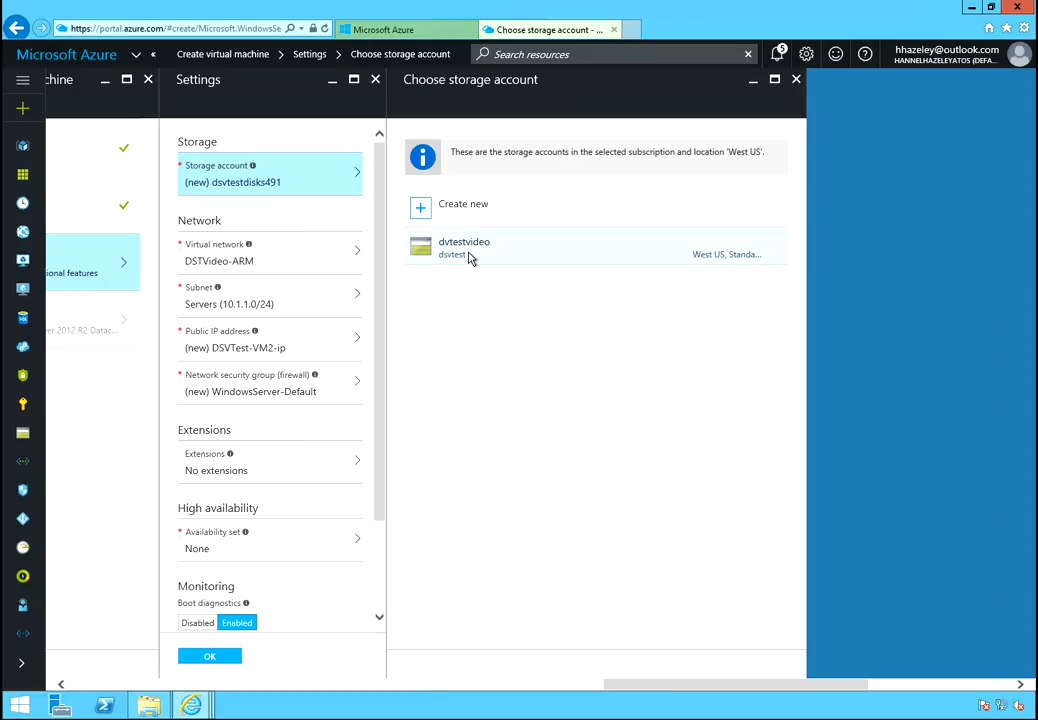 https://portal.azure.com/#create/Microsoft.WindowsSe
Microsoft Azure
Choose storage account - ...
Microsoft Azure
Create virtual machine
Settings
Choose storage account
Search resources
5
hhazeley@outlook.com
HANNELHAZELEYATOS (DEFA...
hine
Settings
Choose storage account
Storage
* Storage account
(new) dsvtestdisks491
Network
* Virtual network
DSTVideo-ARM
* Subnet
Servers (10.1.1.0/24)
* Public IP address
(new) DSVTest-VM2-ip
* Network security group (firewall)
(new) WindowsServer-Default
Extensions
Extensions
No extensions
High availability
* Availability set
None
Monitoring
Boot diagnostics
Disabled
Enabled
OK
These are the storage accounts in the selected subscription and location 'West US'.
Create new
dvtestvideo
dsvtest
West US, Standa...
ional features
er 2012 R2 Datac...